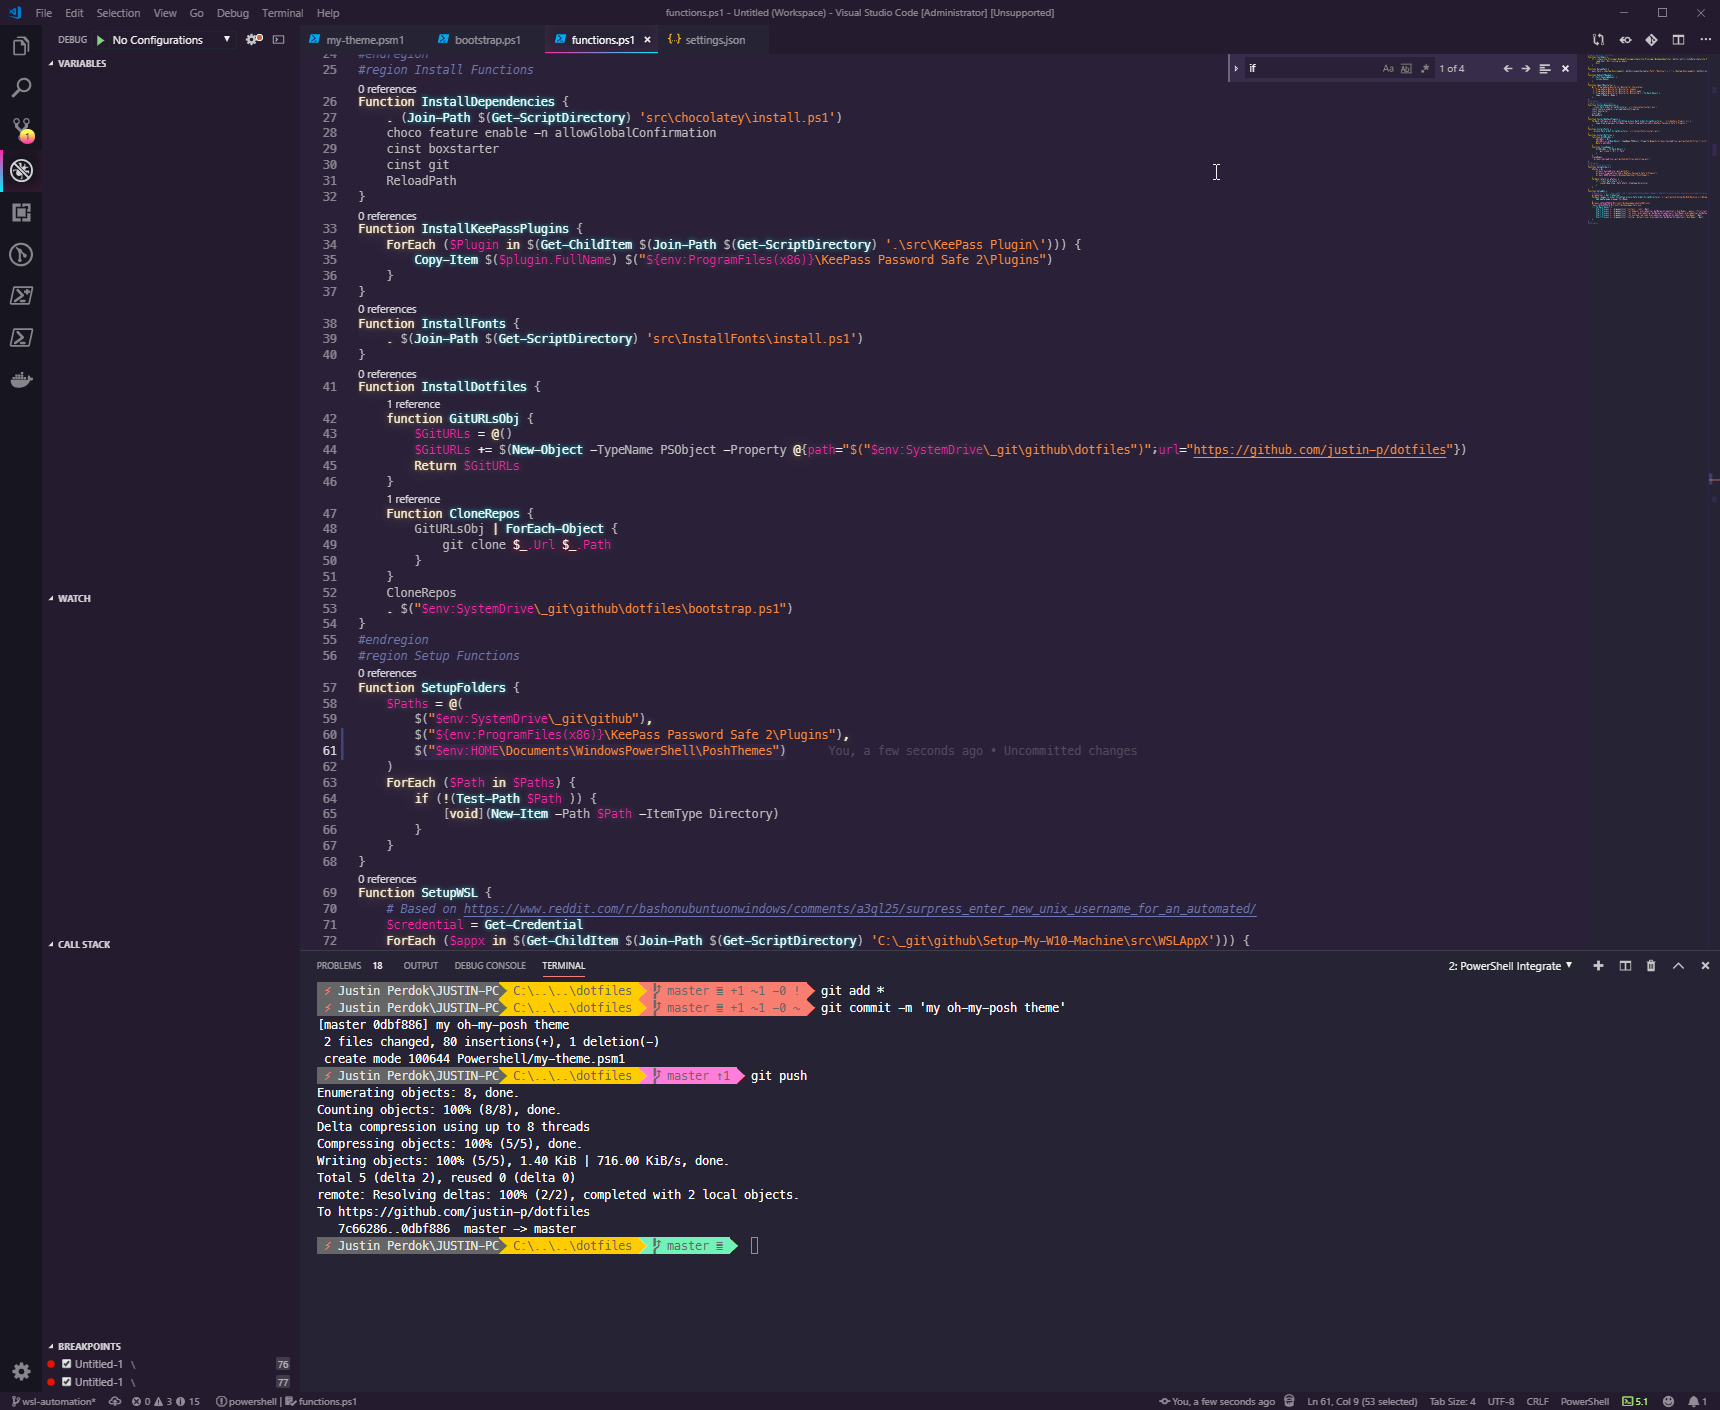 File Edit Selection View Go Debug Terminal Help
functions.ps1 - Untitled (Workspace) - Visual Studio Code [Administrator] [Unsupported]
DEBUG No Configurations
my-theme.psm1 bootstrap.ps1 functions.ps1 settings.json
VARIABLES
if Aa Abl .* 1 of 4
24 #endregion
25 #region Install Functions
0 references
26 Function InstallDependencies {
27 . (Join-Path $(Get-ScriptDirectory) 'src\chocolatey\install.ps1')
28 choco feature enable -n allowGlobalConfirmation
29 cinst boxstarter
30 cinst git
31 ReloadPath
32 }
0 references
33 Function InstallKeePassPlugins {
34 ForEach ($Plugin in $(Get-ChildItem $(Join-Path $(Get-ScriptDirectory) '.\src\KeePass Plugin\'))) {
35 Copy-Item $($plugin.FullName) $("${env:ProgramFiles(x86)}\KeePass Password Safe 2\Plugins")
36 }
37 }
0 references
38 Function InstallFonts {
39 . $(Join-Path $(Get-ScriptDirectory) 'src\InstallFonts\install.ps1')
40 }
0 references
41 Function InstallDotfiles {
1 reference
42 function GitURLsObj {
43 $GitURLs = @()
44 $GitURLs += $(New-Object -TypeName PSObject -Property @{path="$("$env:SystemDrive\_git\github\dotfiles")";url="https://github.com/justin-p/dotfiles"})
45 Return $GitURLs
46 }
1 reference
47 Function CloneRepos {
48 GitURLsObj | ForEach-Object {
49 git clone $_.Url $_.Path
50 }
51 }
52 CloneRepos
53 . $("$env:SystemDrive\_git\github\dotfiles\bootstrap.ps1")
54 }
55 #endregion
56 #region Setup Functions
0 references
57 Function SetupFolders {
58 $Paths = @(
59 $("$env:SystemDrive\_git\github"),
60 $("${env:ProgramFiles(x86)}\KeePass Password Safe 2\Plugins"),
61 $("$env:HOME\Documents\WindowsPowerShell\PoshThemes") You, a few seconds ago • Uncommitted changes
62 )
63 ForEach ($Path in $Paths) {
64 if (!(Test-Path $Path )) {
65 [void](New-Item -Path $Path -ItemType Directory)
66 }
67 }
68 }
0 references
69 Function SetupWSL {
70 # Based on https://www.reddit.com/r/bashonubuntuonwindows/comments/a3ql25/surpress_enter_new_unix_username_for_an_automated/
71 $credential = Get-Credential
72 ForEach ($appx in $(Get-ChildItem $(Join-Path $(Get-ScriptDirectory) 'C:\_git\github\Setup-My-W10-Machine\src\WSLAppX'))) {
WATCH
CALL STACK
BREAKPOINTS
Untitled-1 \ 76
Untitled-1 \ 77
PROBLEMS 18 OUTPUT DEBUG CONSOLE TERMINAL 2: PowerShell Integrate
⚡ Justin Perdok\JUSTIN-PC C:\..\..\dotfiles master ≡ +1 ~1 -0 ! git add *
⚡ Justin Perdok\JUSTIN-PC C:\..\..\dotfiles master ≡ +1 ~1 -0 ~ git commit -m 'my oh-my-posh theme'
[master 0dbf886] my oh-my-posh theme
2 files changed, 80 insertions(+), 1 deletion(-)
create mode 100644 Powershell/my-theme.psm1
⚡ Justin Perdok\JUSTIN-PC C:\..\..\dotfiles master ↑1 git push
Enumerating objects: 8, done.
Counting objects: 100% (8/8), done.
Delta compression using up to 8 threads
Compressing objects: 100% (5/5), done.
Writing objects: 100% (5/5), 1.40 KiB | 716.00 KiB/s, done.
Total 5 (delta 2), reused 0 (delta 0)
remote: Resolving deltas: 100% (2/2), completed with 2 local objects.
To https://github.com/justin-p/dotfiles
7c66286..0dbf886 master -> master
⚡ Justin Perdok\JUSTIN-PC C:\..\..\dotfiles master ≡
wsl-automation* 0 3 15 powershell | functions.ps1 You, a few seconds ago Ln 61, Col 9 (53 selected) Tab Size: 4 UTF-8 CRLF PowerShell 5.1 1